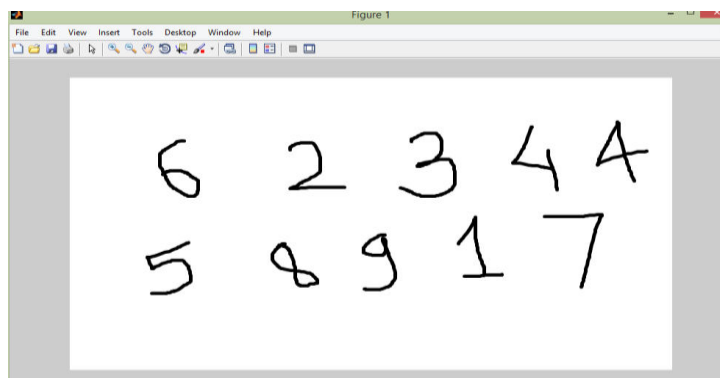 Figure 1
File Edit View Insert Tools Desktop Window Help
6 2 3 4 4
5 8 9 1 7